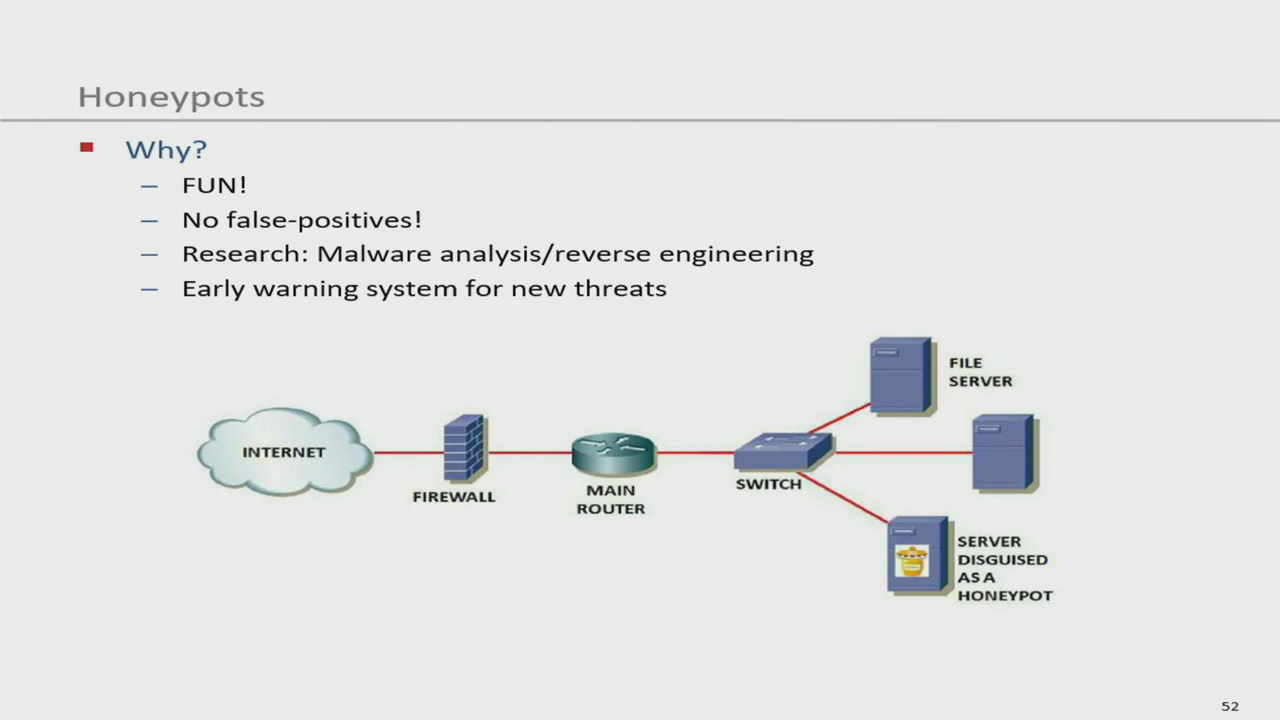 Honeypots
Why?
– FUN!
– No false-positives!
– Research: Malware analysis/reverse engineering
– Early warning system for new threats
FILE
SERVER
INTERNET
FIREWALL
MAIN
ROUTER
SWITCH
SERVER
DISGUISED
AS A
HONEYPOT
52